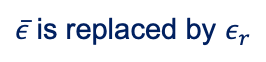 ϵ̄ is replaced by ϵᵣ